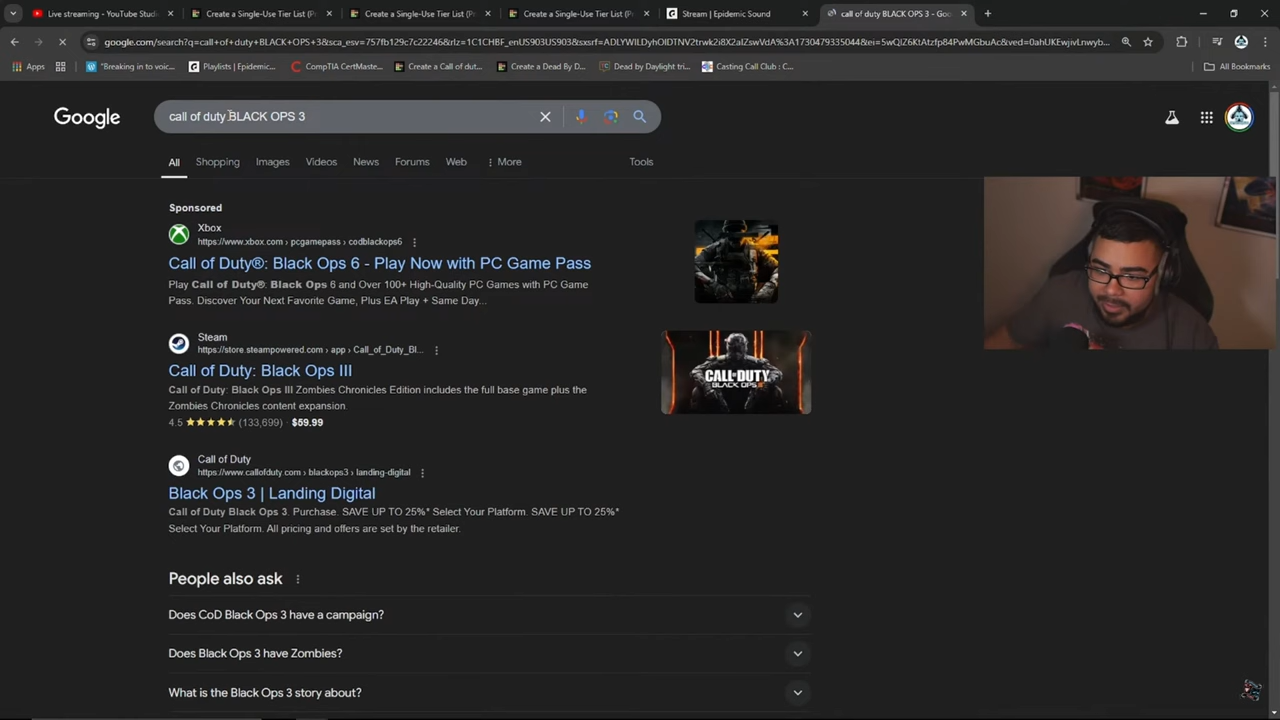 Live streaming - YouTube Studi
Create a Single-Use Tier List (P
Create a Single-Use Tier List (P
Create a Single-Use Tier List (P
Stream | Epidemic Sound
call of duty BLACK OPS 3 - Goo
Apps
"Breaking in to voic...
Playlists | Epidemic...
CompTIA CertMaste...
Create a Call of dut...
Create a Dead By D...
Dead by Daylight tri...
Casting Call Club : C...
All Bookmarks
Google
call of duty BLACK OPS 3
All
Shopping
Images
Videos
News
Forums
Web
More
Tools
Sponsored
Xbox
https://www.xbox.com › pcgamepass › codblackops6
Call of Duty®: Black Ops 6 - Play Now with PC Game Pass
Play Call of Duty®: Black Ops 6 and Over 100+ High-Quality PC Games with PC Game
Pass. Discover Your Next Favorite Game, Plus EA Play + Same Day...
Steam
https://store.steampowered.com › app › Call_of_Duty_Bl...
Call of Duty: Black Ops III
Call of Duty: Black Ops III Zombies Chronicles Edition includes the full base game plus the
Zombies Chronicles content expansion.
4.5 (133,699) · $59.99
CALL OF DUTY
BLACK OPS III
Call of Duty
https://www.callofduty.com › blackops3 › landing-digital
Black Ops 3 | Landing Digital
Call of Duty Black Ops 3. Purchase. SAVE UP TO 25%* Select Your Platform. SAVE UP TO 25%*
Select Your Platform. All pricing and offers are set by the retailer.
People also ask
Does CoD Black Ops 3 have a campaign?
Does Black Ops 3 have Zombies?
What is the Black Ops 3 story about?